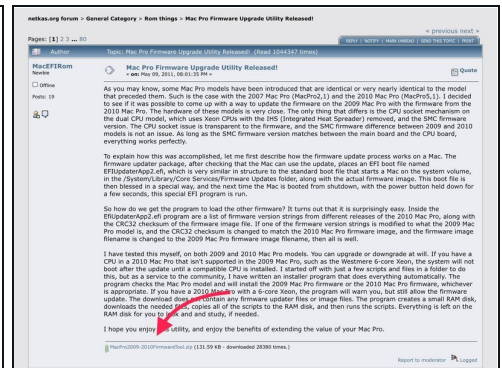 netkas.org forum > General Category > Rom things > Mac Pro Firmware Upgrade Utility Released!
« previous next »
Pages: [1] 2 3 ... 80
REPLY | NOTIFY | MARK UNREAD | SEND THIS TOPIC | PRINT
Author
Topic: Mac Pro Firmware Upgrade Utility Released! (Read 1044347 times)
MacEFIRom
Newbie
Offline
Posts: 19
Mac Pro Firmware Upgrade Utility Released!
« on: May 09, 2011, 08:01:35 PM »
Quote
As you may know, some Mac Pro models have been introduced that are identical or very nearly identical to the model
that preceded them. Such is the case with the 2007 Mac Pro (MacPro2,1) and the 2010 Mac Pro (MacPro5,1). I decided
to see if it was possible to come up with a way to update the firmware on the 2009 Mac Pro with the firmware from the
2010 Mac Pro. The hardware of these models is very close. The only thing that differs is the CPU socket mechanism on
the dual CPU model, which uses Xeon CPUs with the IHS (Integrated Heat Spreader) removed, and the SMC firmware
version. The CPU socket issue is transparent to the firmware, and the SMC firmware difference between 2009 and 2010
models is not an issue. As long as the SMC firmware version matches between the main board and the CPU board,
everything works perfectly.
To explain how this was accomplished, let me first describe how the firmware update process works on a Mac. The
firmware updater package, after checking that the Mac can use the update, places an EFI boot file named
EFIUpdaterApp2.efi, which is very similar in structure to the standard boot file that starts a Mac on the system volume,
in the /System/Library/Core Services/Firmware Updates folder, along with the actual firmware image. This boot file is
then blessed in a special way, and the next time the Mac is booted from shutdown, with the power button held down for
a few seconds, this special EFI program is run.
So how do we get the program to load the other firmware? It turns out that it is surprisingly easy. Inside the
EfiUpdaterApp2.efi program are a list of firmware version strings from different releases of the 2010 Mac Pro, along with
the CRC32 checksum of the firmware image file. If one of the firmware version strings is modified to what the 2009 Mac
Pro model is, and the CRC32 checksum is changed to match the 2010 Mac Pro firmware image, and the firmware image
filename is changed to the 2009 Mac Pro firmware image filename, then all is well.
I have tested this myself, on both 2009 and 2010 Mac Pro models. You can upgrade or downgrade at will. If you have a
CPU in a 2010 Mac Pro that isn't supported in the 2009 Mac Pro, such as the Westmere 6-core Xeon, the system will not
boot after the update until a compatible CPU is installed. I started off with just a few scripts and files in a folder to do
this, but as a service to the community, I have written an installer program that does everything automatically. The
program checks the Mac Pro model and will install the 2009 Mac Pro firmware or the 2010 Mac Pro firmware, whichever
is appropriate. If you have a 2010 Mac Pro with a 6-core Xeon, the program will warn you, but still allow the firmware
update. The download does contain any firmware updater files or image files. The program creates a small RAM disk,
downloads the needed files, copies all of the scripts to the RAM disk, and then runs the scripts. Everything is left on the
RAM disk for you to look and study, if needed.
I hope you enjoy utility, and enjoy the benefits of extending the value of your Mac Pro.
MacPro2009-2010FirmwareTool.zip (131.59 KB - downloaded 28380 times.)
Report to moderator Logged